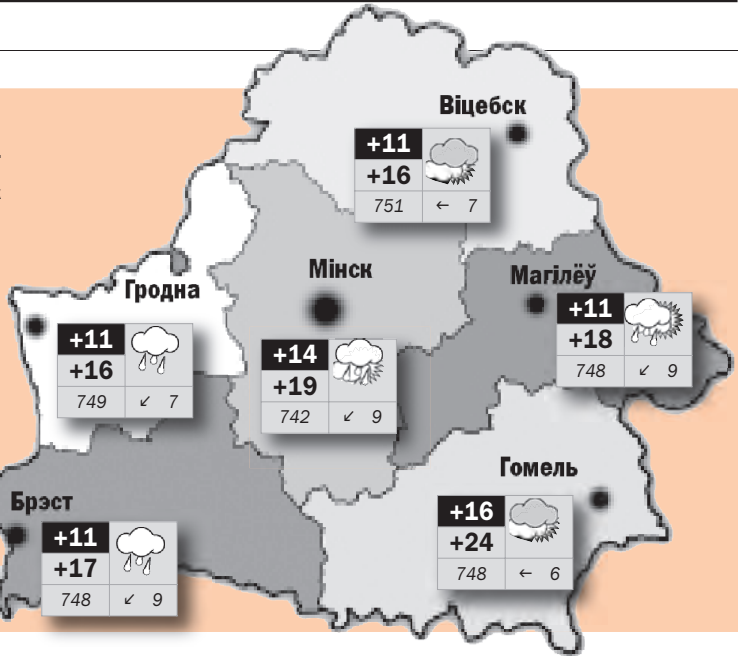 Віцебск
+11
+16
751 ← 7
Мінск
+14
+19
742 ↙ 9
Магілёў
+11
+18
748 ↙ 9
Гродна
+11
+16
749 ↙ 7
Гомель
+16
+24
748 ← 6
Брэст
+11
+17
748 ↙ 9